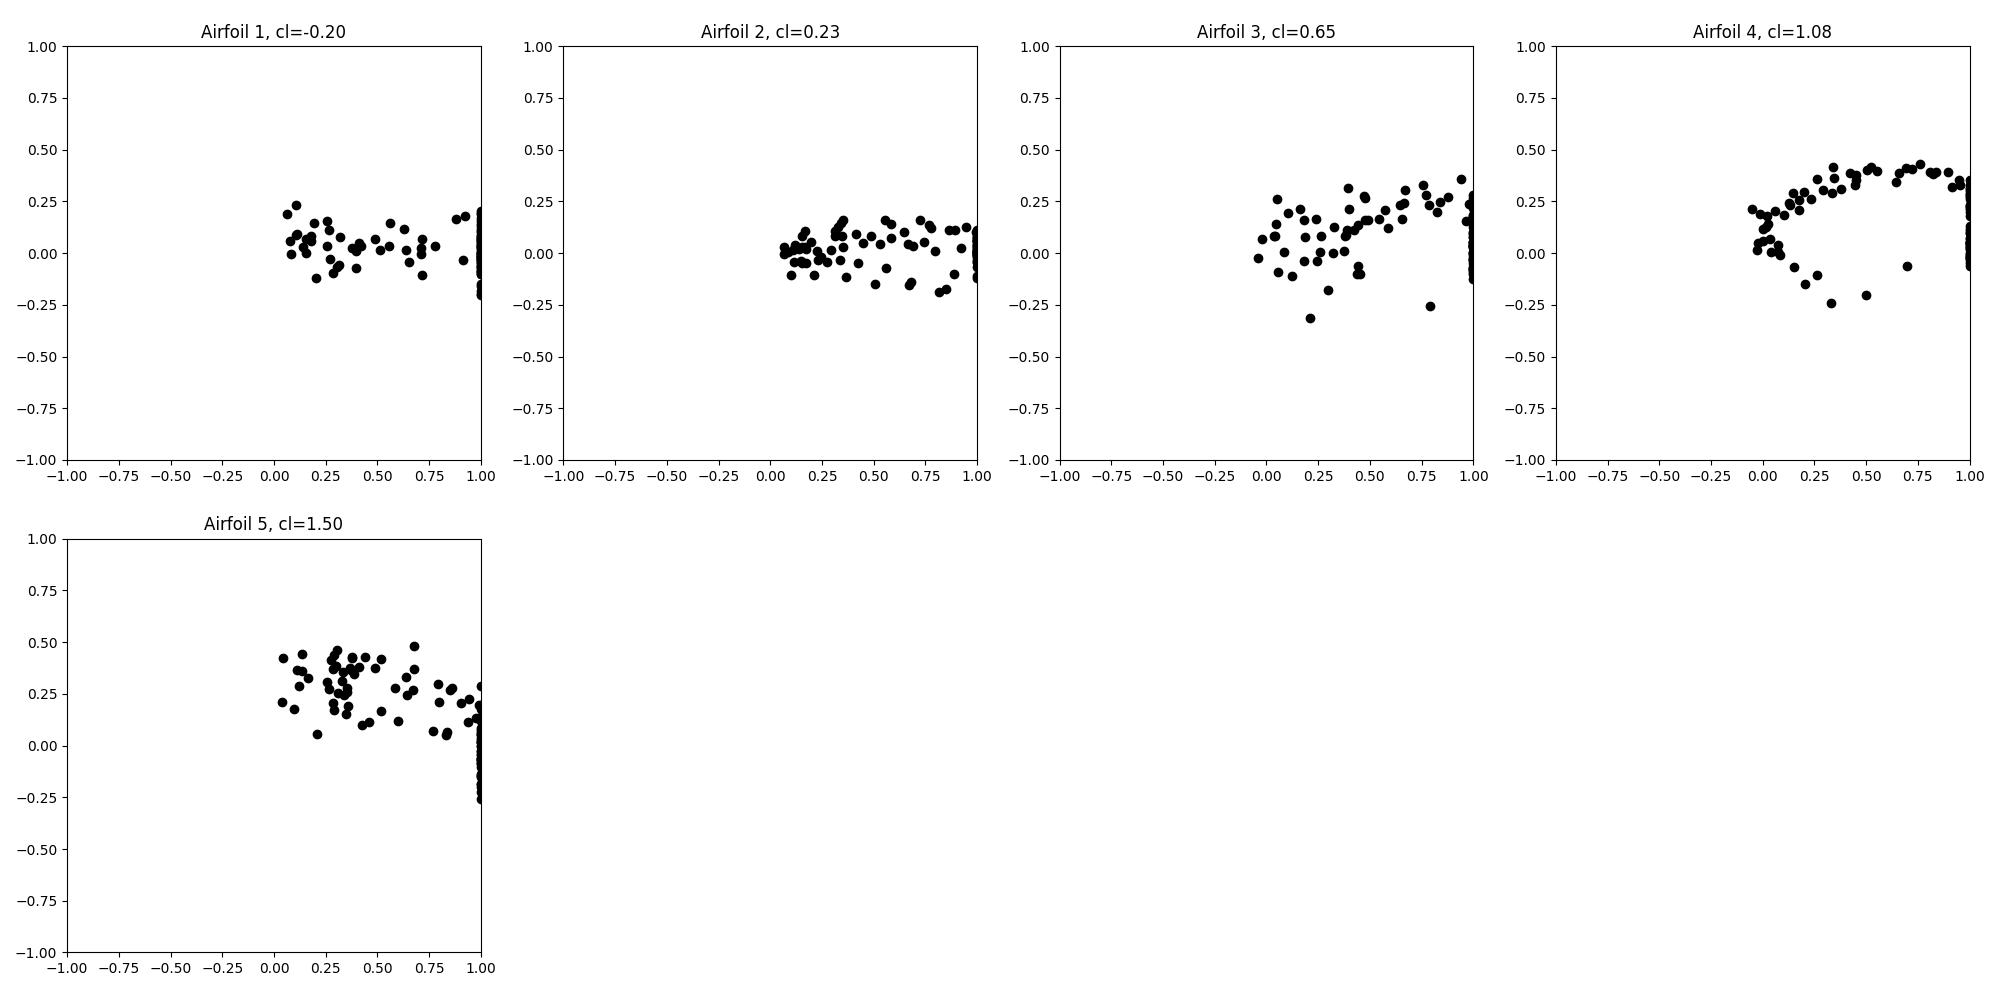 Airfoil 1, cl=-0.20
Airfoil 2, cl=0.23
Airfoil 3, cl=0.65
Airfoil 4, cl=1.08
1.00 1.00 1.00 1.00
0.75 0.75 0.75 0.75
0.50 0.50 0.50 0.50
0.25 0.25 0.25 0.25
0.00 0.00 0.00 0.00
−0.25 −0.25 −0.25 −0.25
−0.50 −0.50 −0.50 −0.50
−0.75 −0.75 −0.75 −0.75
−1.00 −1.00 −1.00 −1.00
−1.00 −0.75 −0.50 −0.25 0.00 0.25 0.50 0.75 1.00
−1.00 −0.75 −0.50 −0.25 0.00 0.25 0.50 0.75 1.00
−1.00 −0.75 −0.50 −0.25 0.00 0.25 0.50 0.75 1.00
−1.00 −0.75 −0.50 −0.25 0.00 0.25 0.50 0.75 1.00
Airfoil 5, cl=1.50
1.00
0.75
0.50
0.25
0.00
−0.25
−0.50
−0.75
−1.00
−1.00 −0.75 −0.50 −0.25 0.00 0.25 0.50 0.75 1.00